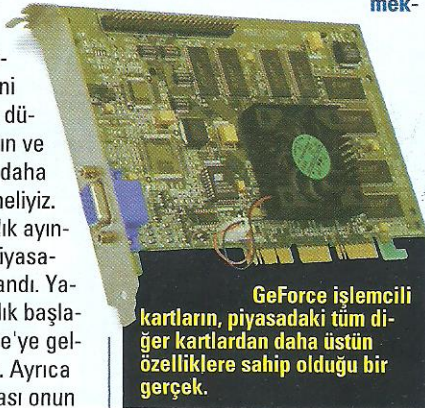 mek-
ni
dü-
ın ve
daha
neliyiz.
lık ayın-
iyasa-
andı. Ya-
lık başla-
e'ye gel-
. Ayrıca
ası onun
GeForce işlemcili
kartların, piyasadaki tüm di-
ğer kartlardan daha üstün
özelliklere sahip olduğu bir
gerçek.